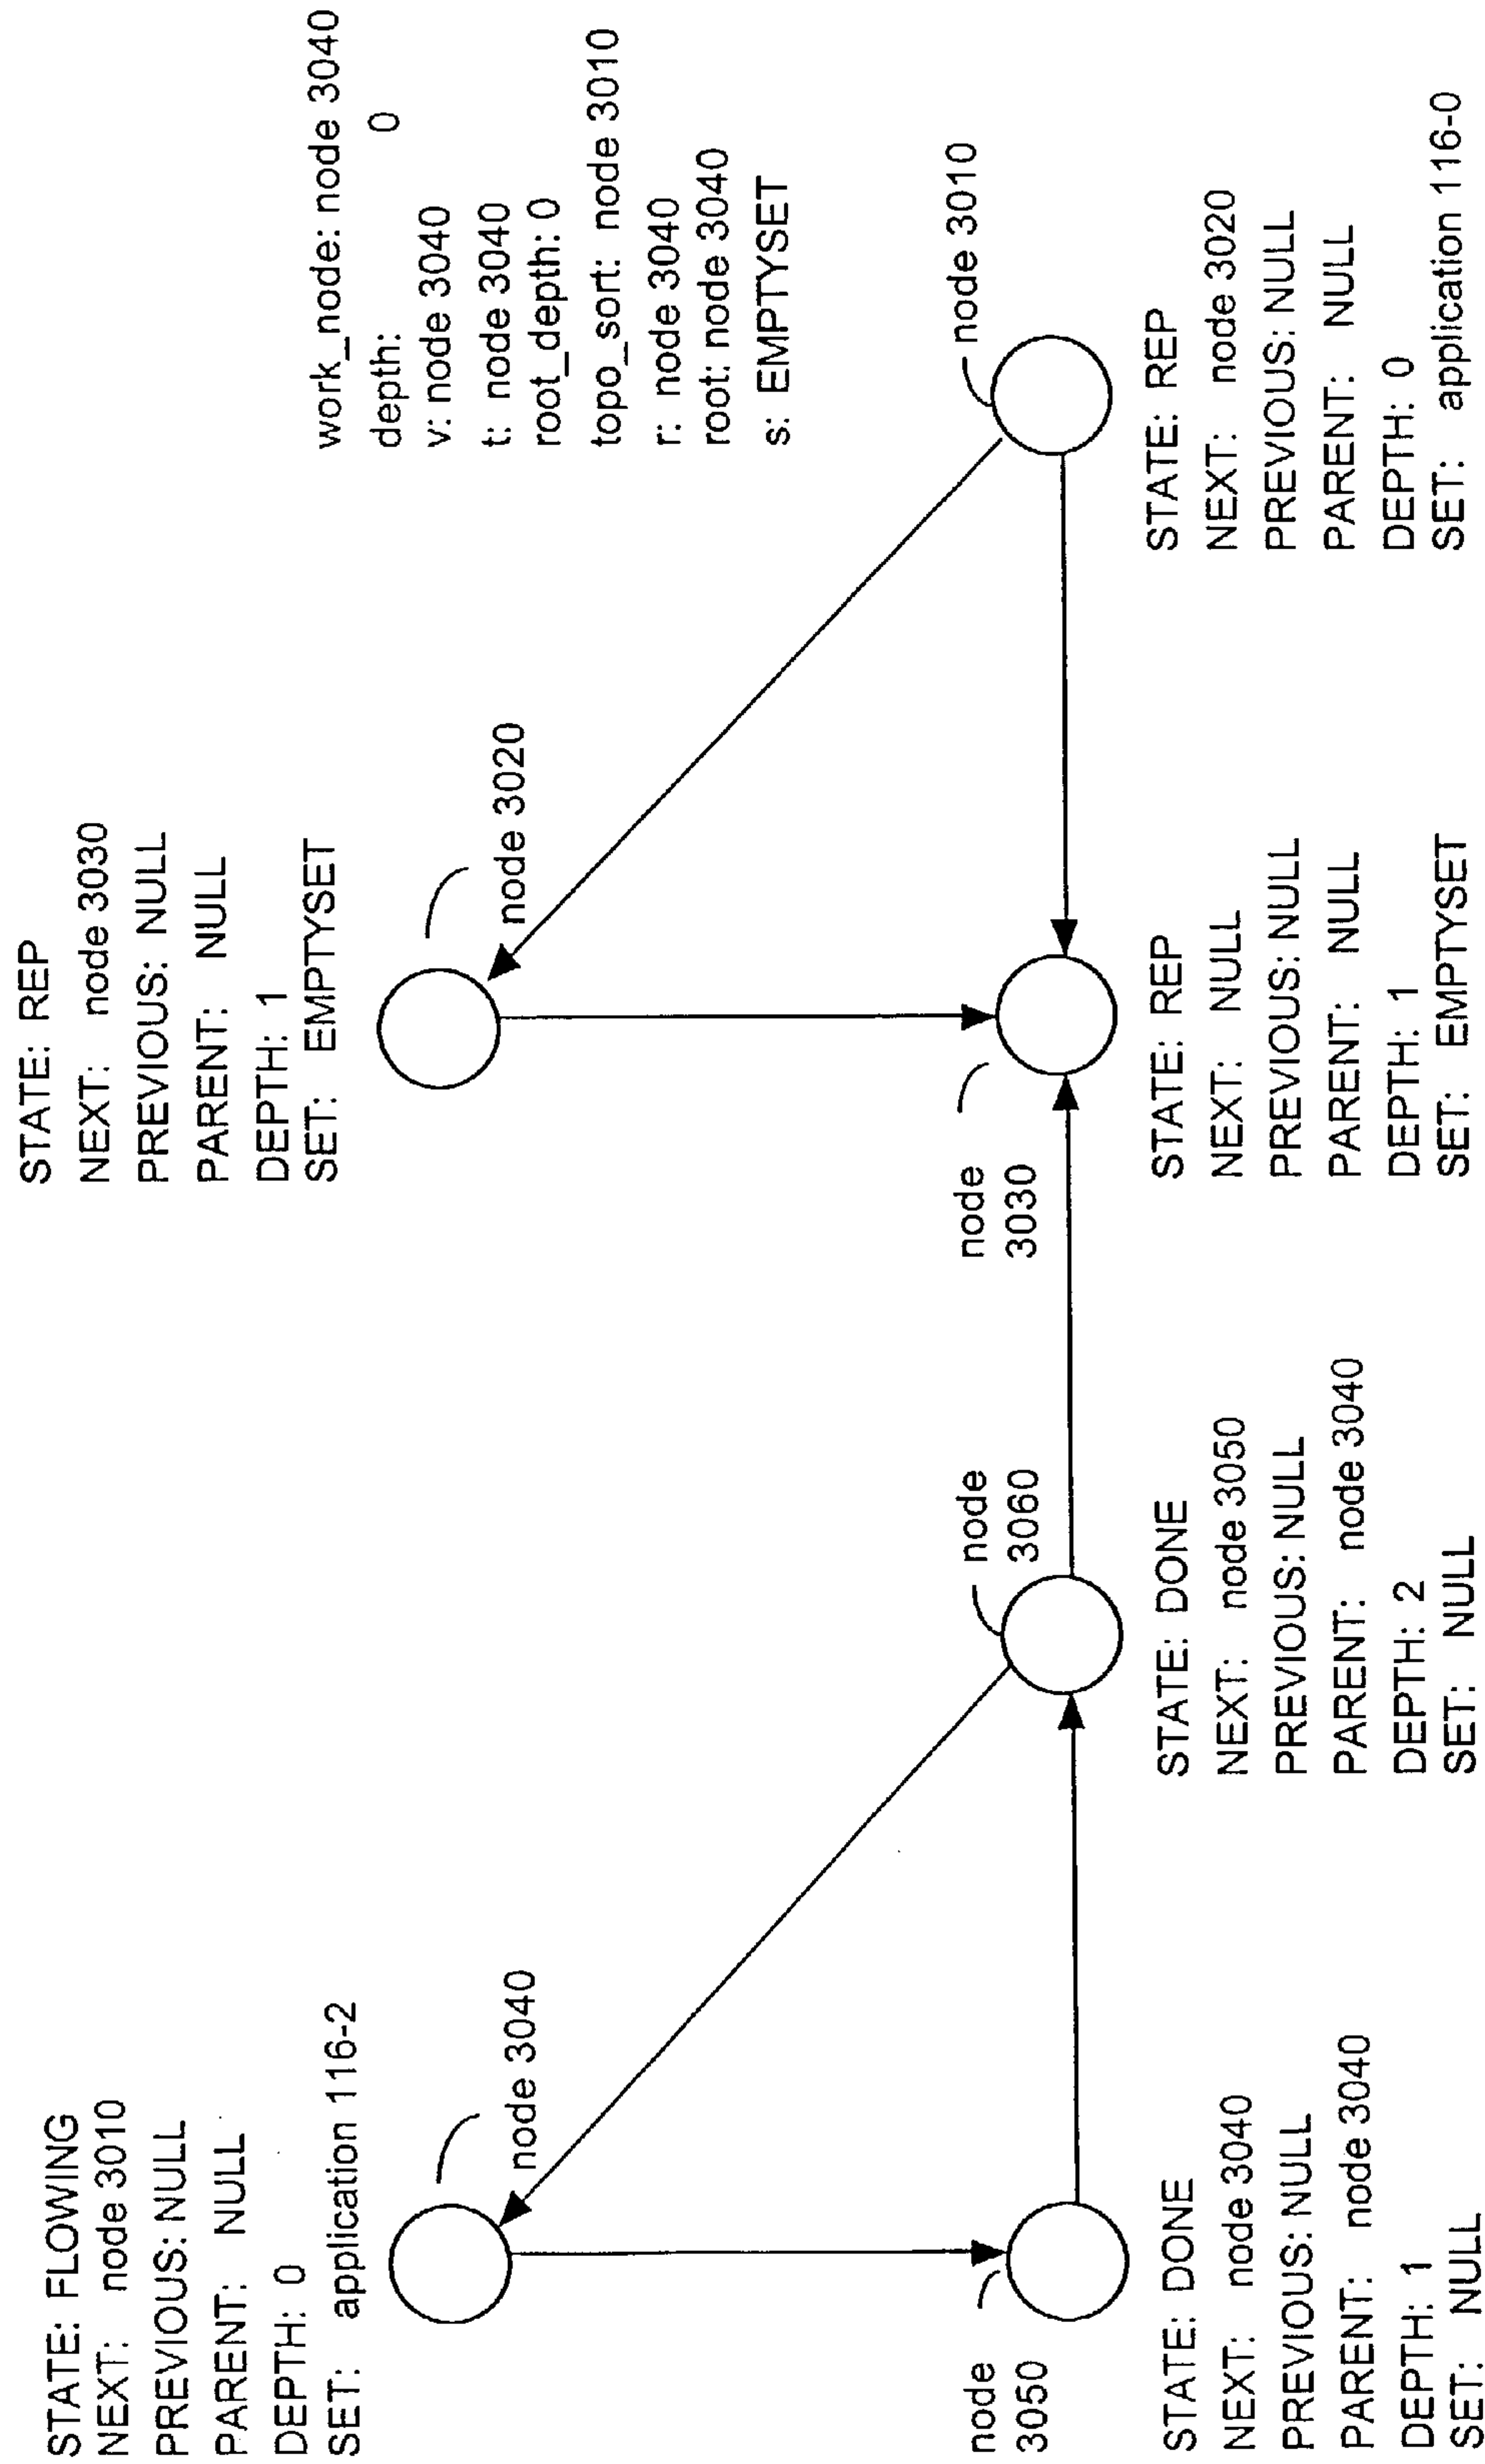 STATE: FLOWING
NEXT: node 3010
PREVIOUS: NULL
PARENT: NULL
DEPTH: 0
SET: application 116-2
node 3040
STATE: REP
NEXT: node 3030
PREVIOUS: NULL
PARENT: NULL
DEPTH: 1
SET: EMPTYSET
node 3020
work_node: node 3040
depth: 0
v: node 3040
t: node 3040
root_depth: 0
topo_sort: node 3010
r: node 3040
root: node 3040
s: EMPTYSET
node
3050
STATE: DONE
NEXT: node 3040
PREVIOUS: NULL
PARENT: node 3040
DEPTH: 1
SET: NULL
node
3060
STATE: DONE
NEXT: node 3050
PREVIOUS: NULL
PARENT: node 3040
DEPTH: 2
SET: NULL
node
3030
STATE: REP
NEXT: NULL
PREVIOUS: NULL
PARENT: NULL
DEPTH: 1
SET: EMPTYSET
node 3010
STATE: REP
NEXT: node 3020
PREVIOUS: NULL
PARENT: NULL
DEPTH: 0
SET: application 116-0